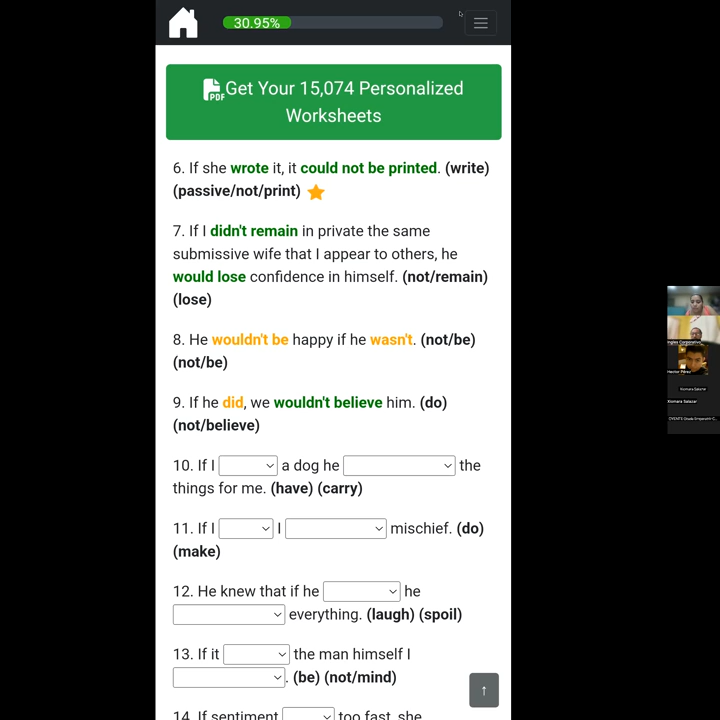 30.95%
PDF
Get Your 15,074 Personalized
Worksheets
6. If she wrote it, it could not be printed. (write)
(passive/not/print)
7. If I didn't remain in private the same
submissive wife that I appear to others, he
would lose confidence in himself. (not/remain)
(lose)
8. He wouldn't be happy if he wasn't. (not/be)
(not/be)
9. If he did, we wouldn't believe him. (do)
(not/believe)
10. If I a dog he the
things for me. (have) (carry)
11. If I I mischief. (do)
(make)
12. He knew that if he he
everything. (laugh) (spoil)
13. If it the man himself I
. (be) (not/mind)
↑
14. If sentiment too fast, she
Xiomara Salazar
Xiomara Salazar